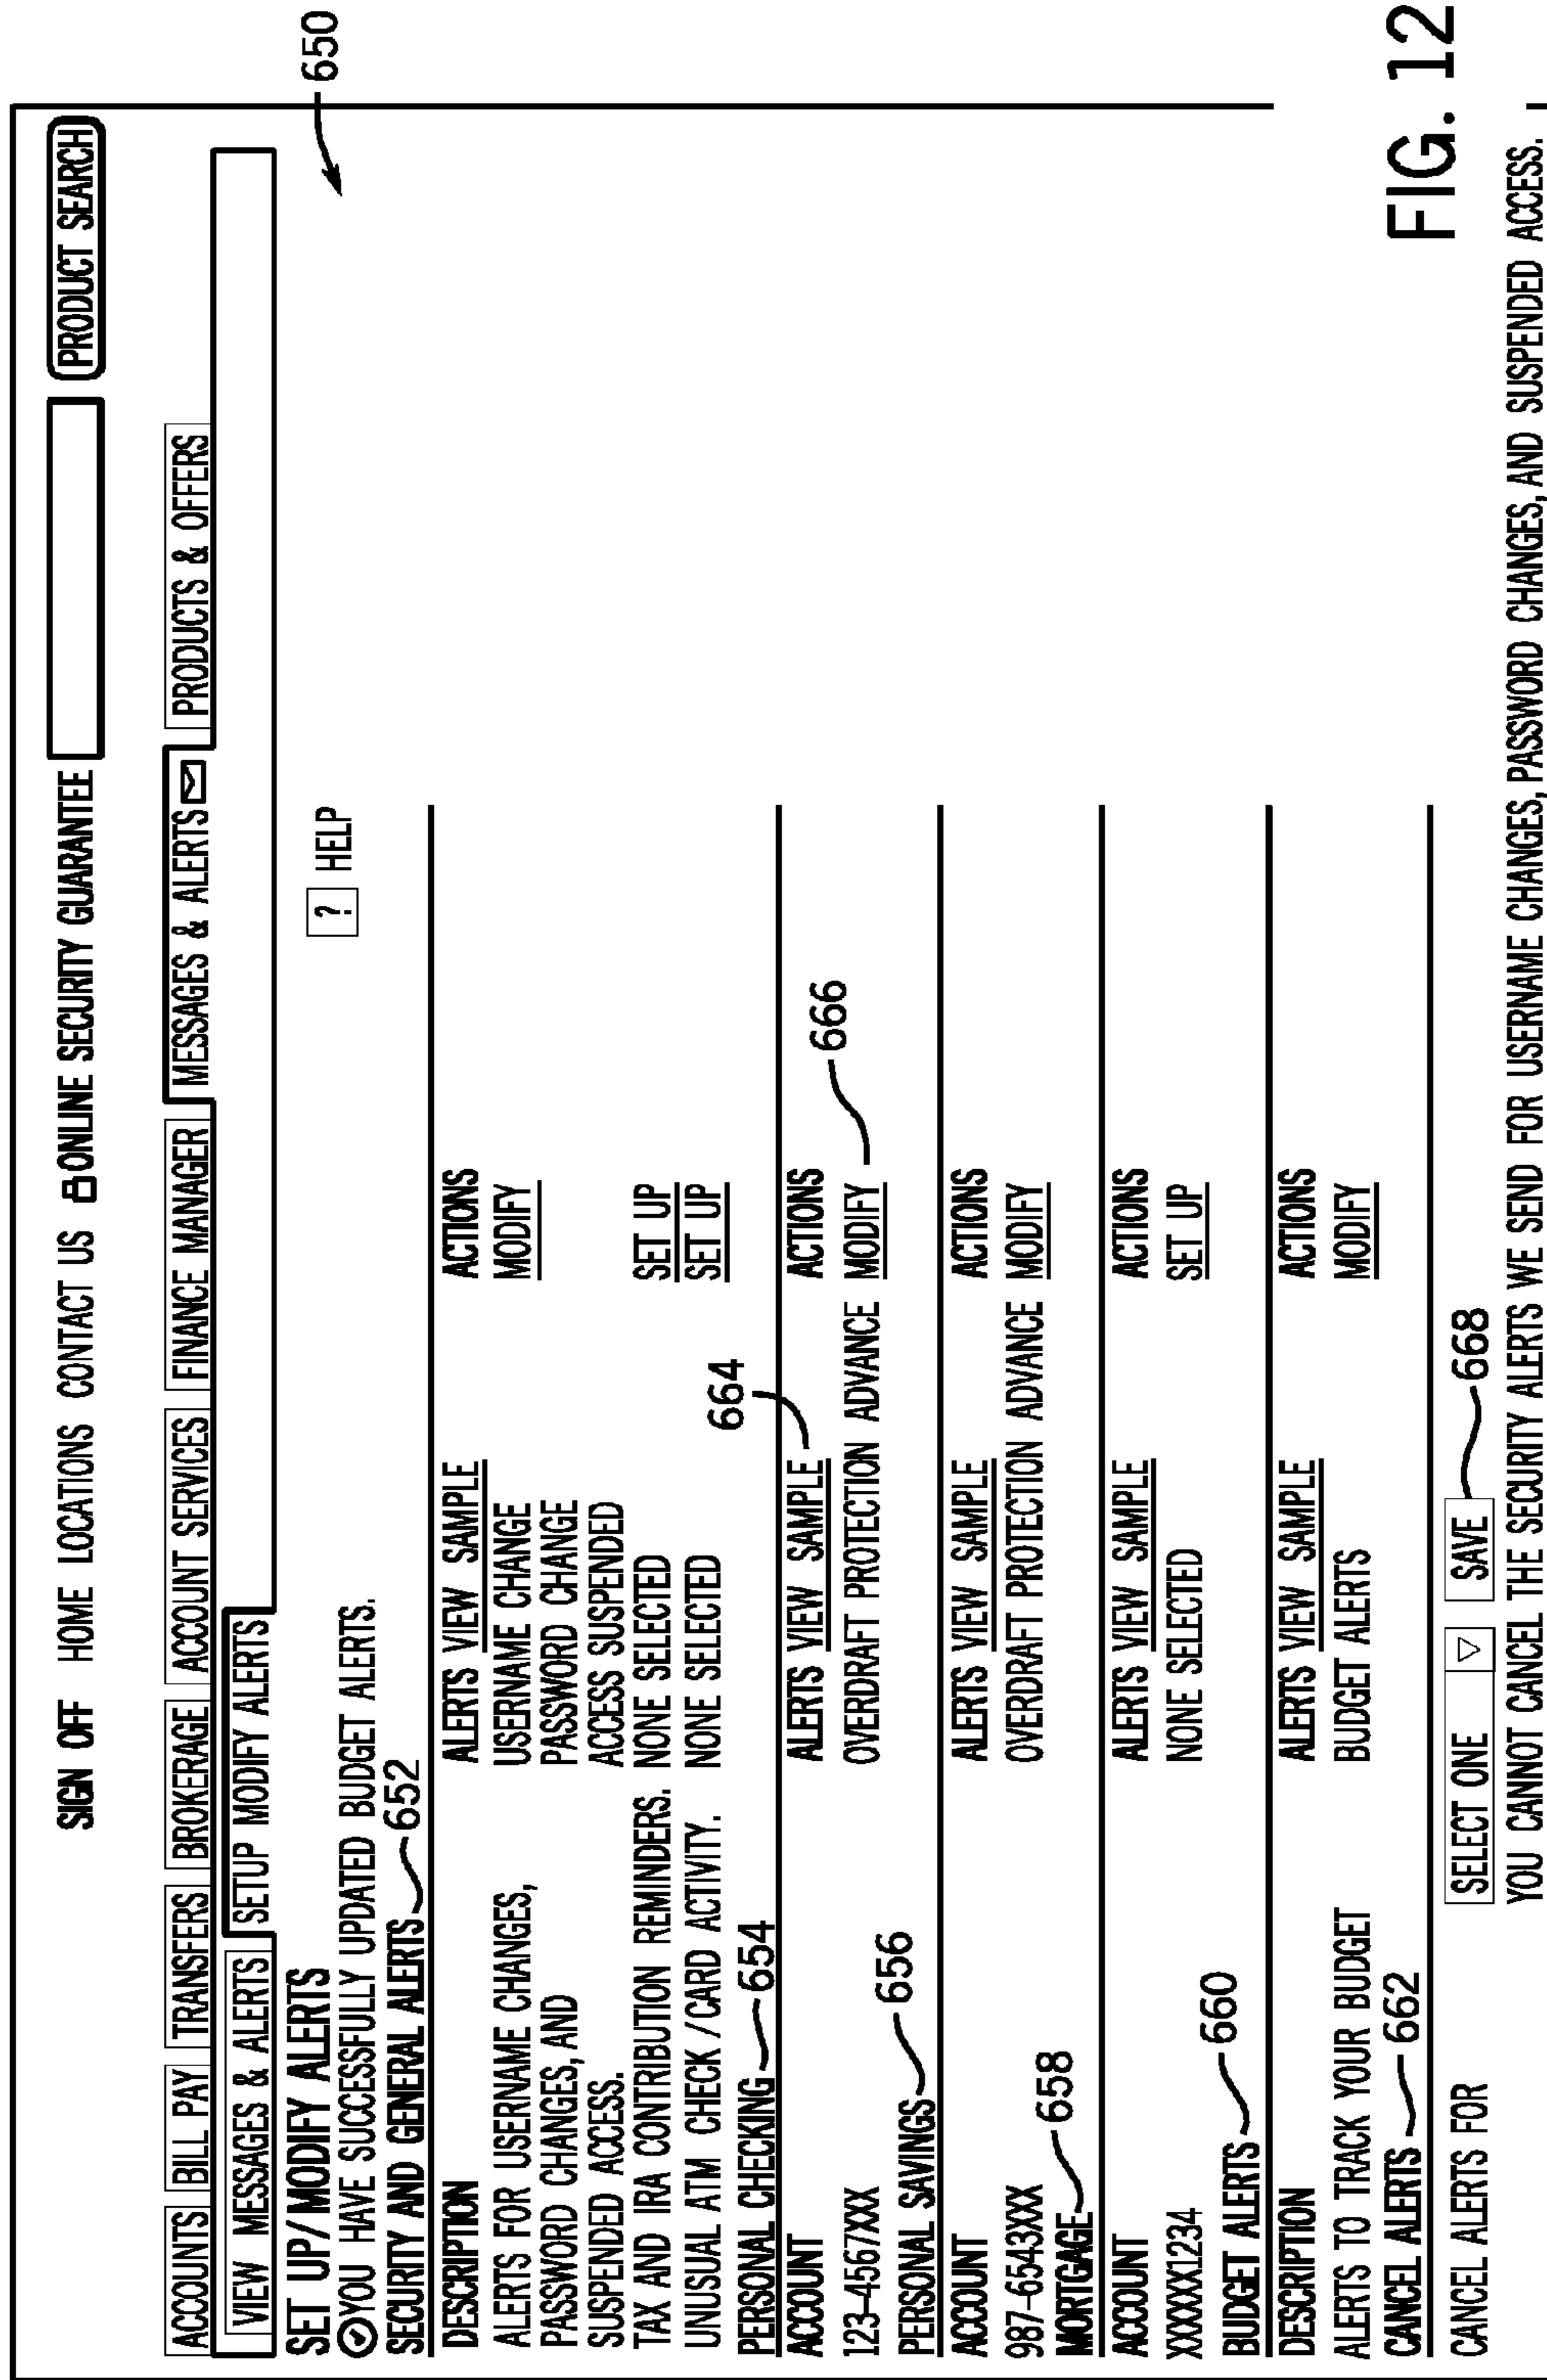 SIGN OFF HOME LOCATIONS CONTACT US ONLINE SECURITY GUARANTEE PRODUCT SEARCH
ACCOUNTS BILL PAY TRANSFERS BROKERAGE ACCOUNT SERVICES FINANCE MANAGER MESSAGES & ALERTS PRODUCTS & OFFERS
VIEW MESSAGES & ALERTS SETUP MODIFY ALERTS
SET UP/MODIFY ALERTS ? HELP 650
YOU HAVE SUCCESSFULLY UPDATED BUDGET ALERTS.
SECURITY AND GENERAL ALERTS 652
DESCRIPTION ALERTS VIEW SAMPLE ACTIONS
ALERTS FOR USERNAME CHANGES, USERNAME CHANGE MODIFY
PASSWORD CHANGES, AND PASSWORD CHANGE
SUSPENDED ACCESS. ACCESS SUSPENDED
TAX AND IRA CONTRIBUTION REMINDERS. NONE SELECTED SET UP
UNUSUAL ATM CHECK/CARD ACTIVITY. NONE SELECTED SET UP
PERSONAL CHECKING 654 664
ACCOUNT ALERTS VIEW SAMPLE ACTIONS 666
123-4567XXX OVERDRAFT PROTECTION ADVANCE MODIFY
PERSONAL SAVINGS 656
ACCOUNT ALERTS VIEW SAMPLE ACTIONS
987-6543XXX OVERDRAFT PROTECTION ADVANCE MODIFY
MORTGAGE 658
ACCOUNT ALERTS VIEW SAMPLE ACTIONS
XXXXXX1234 NONE SELECTED SET UP
BUDGET ALERTS 660
DESCRIPTION ALERTS VIEW SAMPLE ACTIONS
ALERTS TO TRACK YOUR BUDGET BUDGET ALERTS MODIFY
CANCEL ALERTS 662
CANCEL ALERTS FOR SELECT ONE SAVE 668
YOU CANNOT CANCEL THE SECURITY ALERTS WE SEND FOR USERNAME CHANGES, PASSWORD CHANGES, AND SUSPENDED ACCESS.
FIG. 12